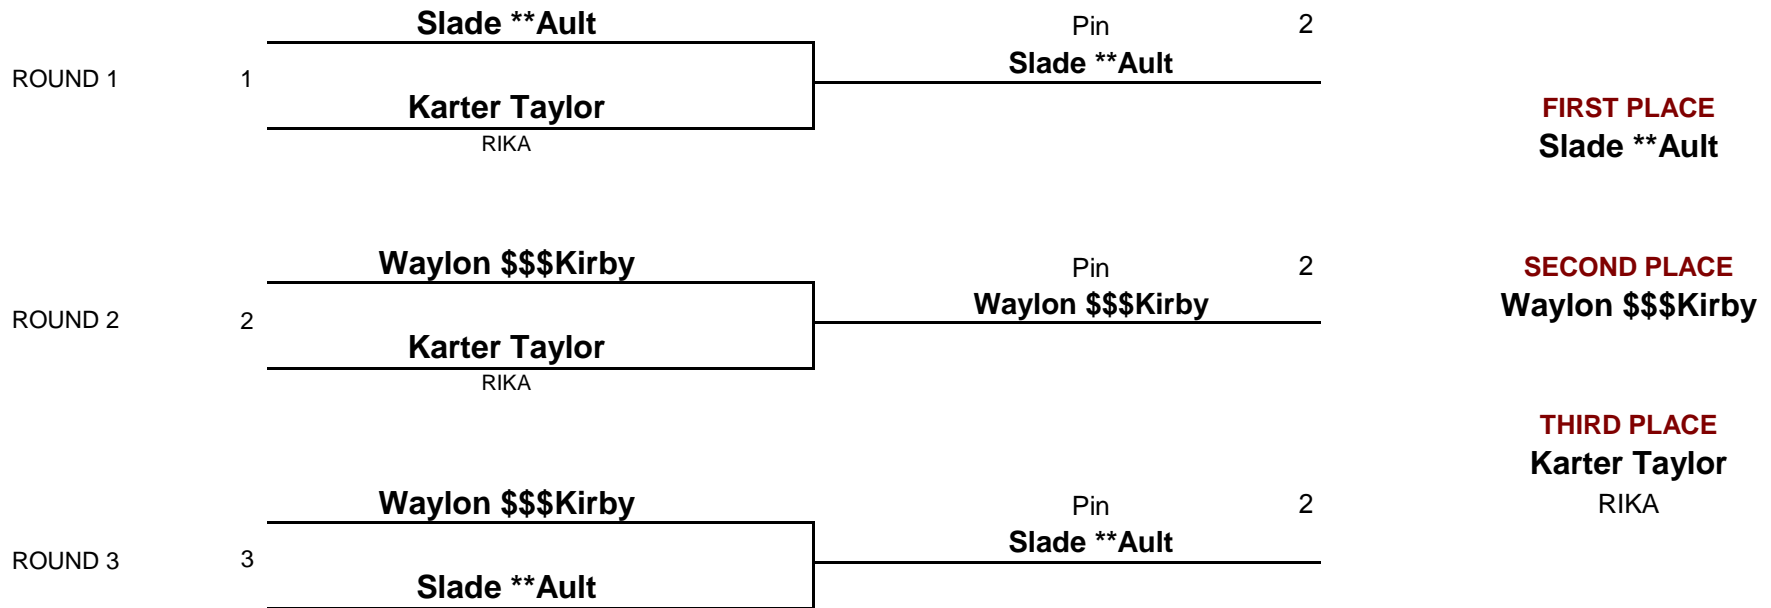 Slade **Ault
Pin 2
Slade **Ault
ROUND 1 1
Karter Taylor
RIKA
FIRST PLACE
Slade **Ault
Waylon $$$Kirby
Pin 2
Waylon $$$Kirby
ROUND 2 2
Karter Taylor
RIKA
SECOND PLACE
Waylon $$$Kirby
THIRD PLACE
Karter Taylor
RIKA
Waylon $$$Kirby
Pin 2
Slade **Ault
ROUND 3 3
Slade **Ault